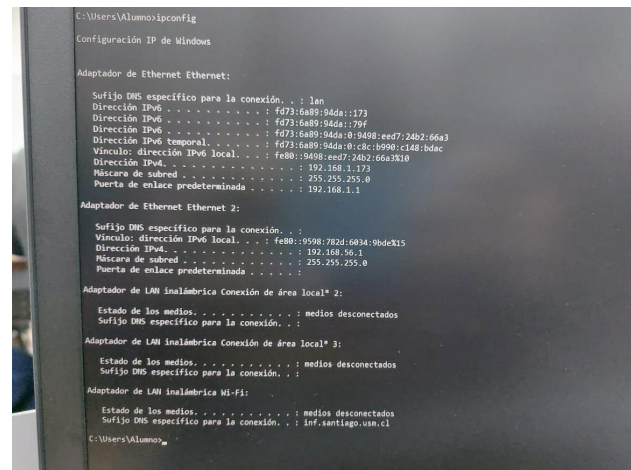 C:\Users\Alumno>ipconfig
Configuración IP de Windows
Adaptador de Ethernet Ethernet:
Sufijo DNS específico para la conexión. . : lan
Dirección IPv6 . . . . . . . . . . : fd73:6a89:94da::173
Dirección IPv6 . . . . . . . . . . : fd73:6a89:94da::79f
Dirección IPv6 . . . . . . . . . . : fd73:6a89:94da:0:9498:eed7:24b2:66a3
Dirección IPv6 temporal. . . . . . : fd73:6a89:94da:0:c8c:b990:c148:bdac
Vínculo: dirección IPv6 local. . . : fe80::9498:eed7:24b2:66a3%10
Dirección IPv4. . . . . . . . . . . . . . : 192.168.1.173
Máscara de subred . . . . . . . . . . . . : 255.255.255.0
Puerta de enlace predeterminada . . . . . : 192.168.1.1
Adaptador de Ethernet Ethernet 2:
Sufijo DNS específico para la conexión. . :
Vínculo: dirección IPv6 local. . . : fe80::9598:782d:6034:9bde%15
Dirección IPv4. . . . . . . . . . . . . . : 192.168.56.1
Máscara de subred . . . . . . . . . . . . : 255.255.255.0
Puerta de enlace predeterminada . . . . . :
Adaptador de LAN inalámbrica Conexión de área local* 2:
Estado de los medios. . . . . . . . . . . : medios desconectados
Sufijo DNS específico para la conexión. . :
Adaptador de LAN inalámbrica Conexión de área local* 3:
Estado de los medios. . . . . . . . . . . : medios desconectados
Sufijo DNS específico para la conexión. . :
Adaptador de LAN inalámbrica Wi-Fi:
Estado de los medios. . . . . . . . . . . : medios desconectados
Sufijo DNS específico para la conexión. . : inf.santiago.usm.cl
C:\Users\Alumno>_